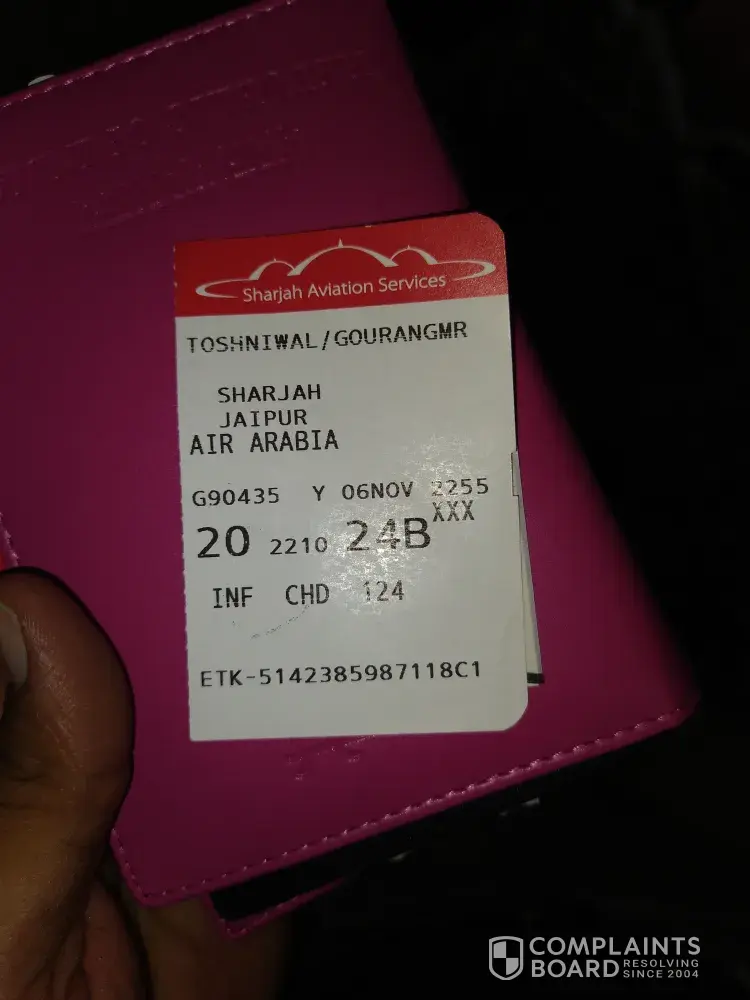 Sharjah Aviation Services
TOSHNIWAL/GOURANGMR
SHARJAH
JAIPUR
AIR ARABIA
G90435 Y 06NOV 2255
20 2210 24B XXX
INF CHD 124
ETK-5142385987118C1
COMPLAINTS
BOARD RESOLVING
SINCE 2004